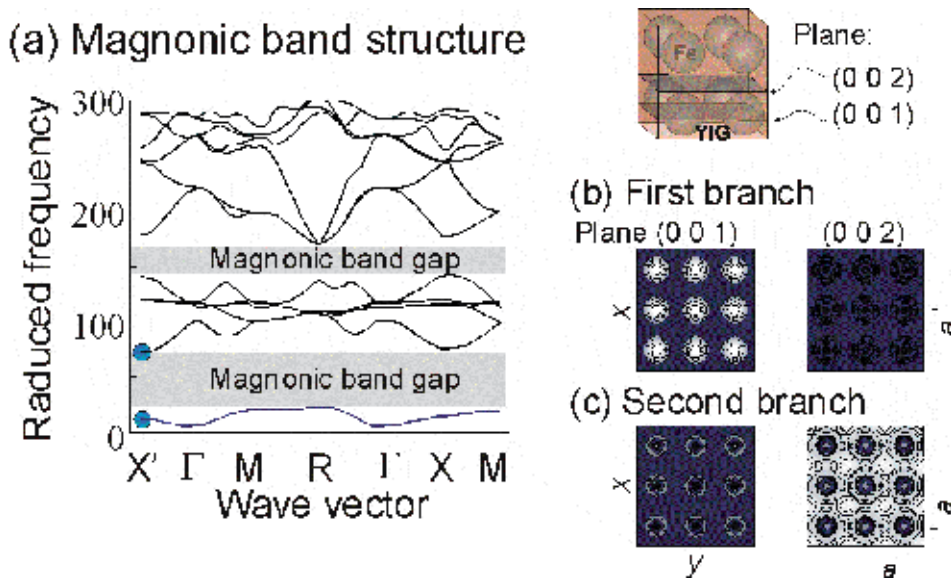 (a) Magnonic band structure
Raduced frequency
300
200
100
0
Magnonic band gap
Magnonic band gap
X' Γ M R Γ X M
Wave vector
Fe
YIG
Plane:
(0 0 2)
(0 0 1)
(b) First branch
Plane (0 0 1) (0 0 2)
x
a
(c) Second branch
x
a
y
a